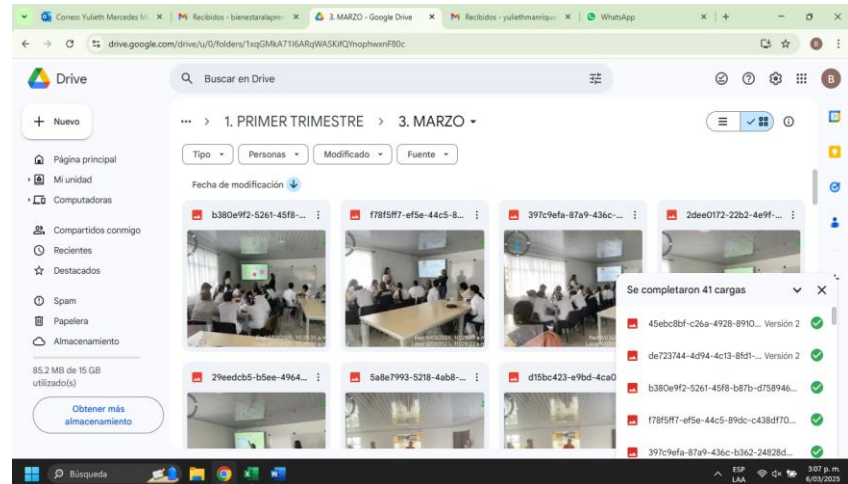 Correo: Yulieth Mercedes M
Recibidos - bienestaralapren
3. MARZO - Google Drive
Recibidos - yuliethmanrique
WhatsApp
drive.google.com/drive/u/0/folders/1xqGMkA71I6ARqWASKifQYnophwxnF80c
Drive
Buscar en Drive
B
Nuevo
... > 1. PRIMER TRIMESTRE > 3. MARZO
Tipo Personas Modificado Fuente
Página principal
Mi unidad
Computadoras
Compartidos conmigo
Recientes
Destacados
Spam
Papelera
Almacenamiento
85.2 MB de 15 GB
utilizado(s)
Obtener más
almacenamiento
Fecha de modificación
b380e9f2-5261-45f8-...
f78f5ff7-ef5e-44c5-8...
397c9efa-87a9-436c-...
2dee0172-22b2-4e9f-...
29eedcb5-b5ee-4964...
5a8e7993-5218-4ab8-...
d15bc423-e9bd-4ca0
Se completaron 41 cargas
45ebc8bf-c26a-4928-8910... Versión 2
de723744-4d94-4c13-8fd1-... Versión 2
b380e9f2-5261-45f8-b87b-d758946...
f78f5ff7-ef5e-44c5-89dc-c438df70...
397c9efa-87a9-436c-b362-24828d...
Búsqueda
ESP
LAA
3:07 p. m.
6/03/2025